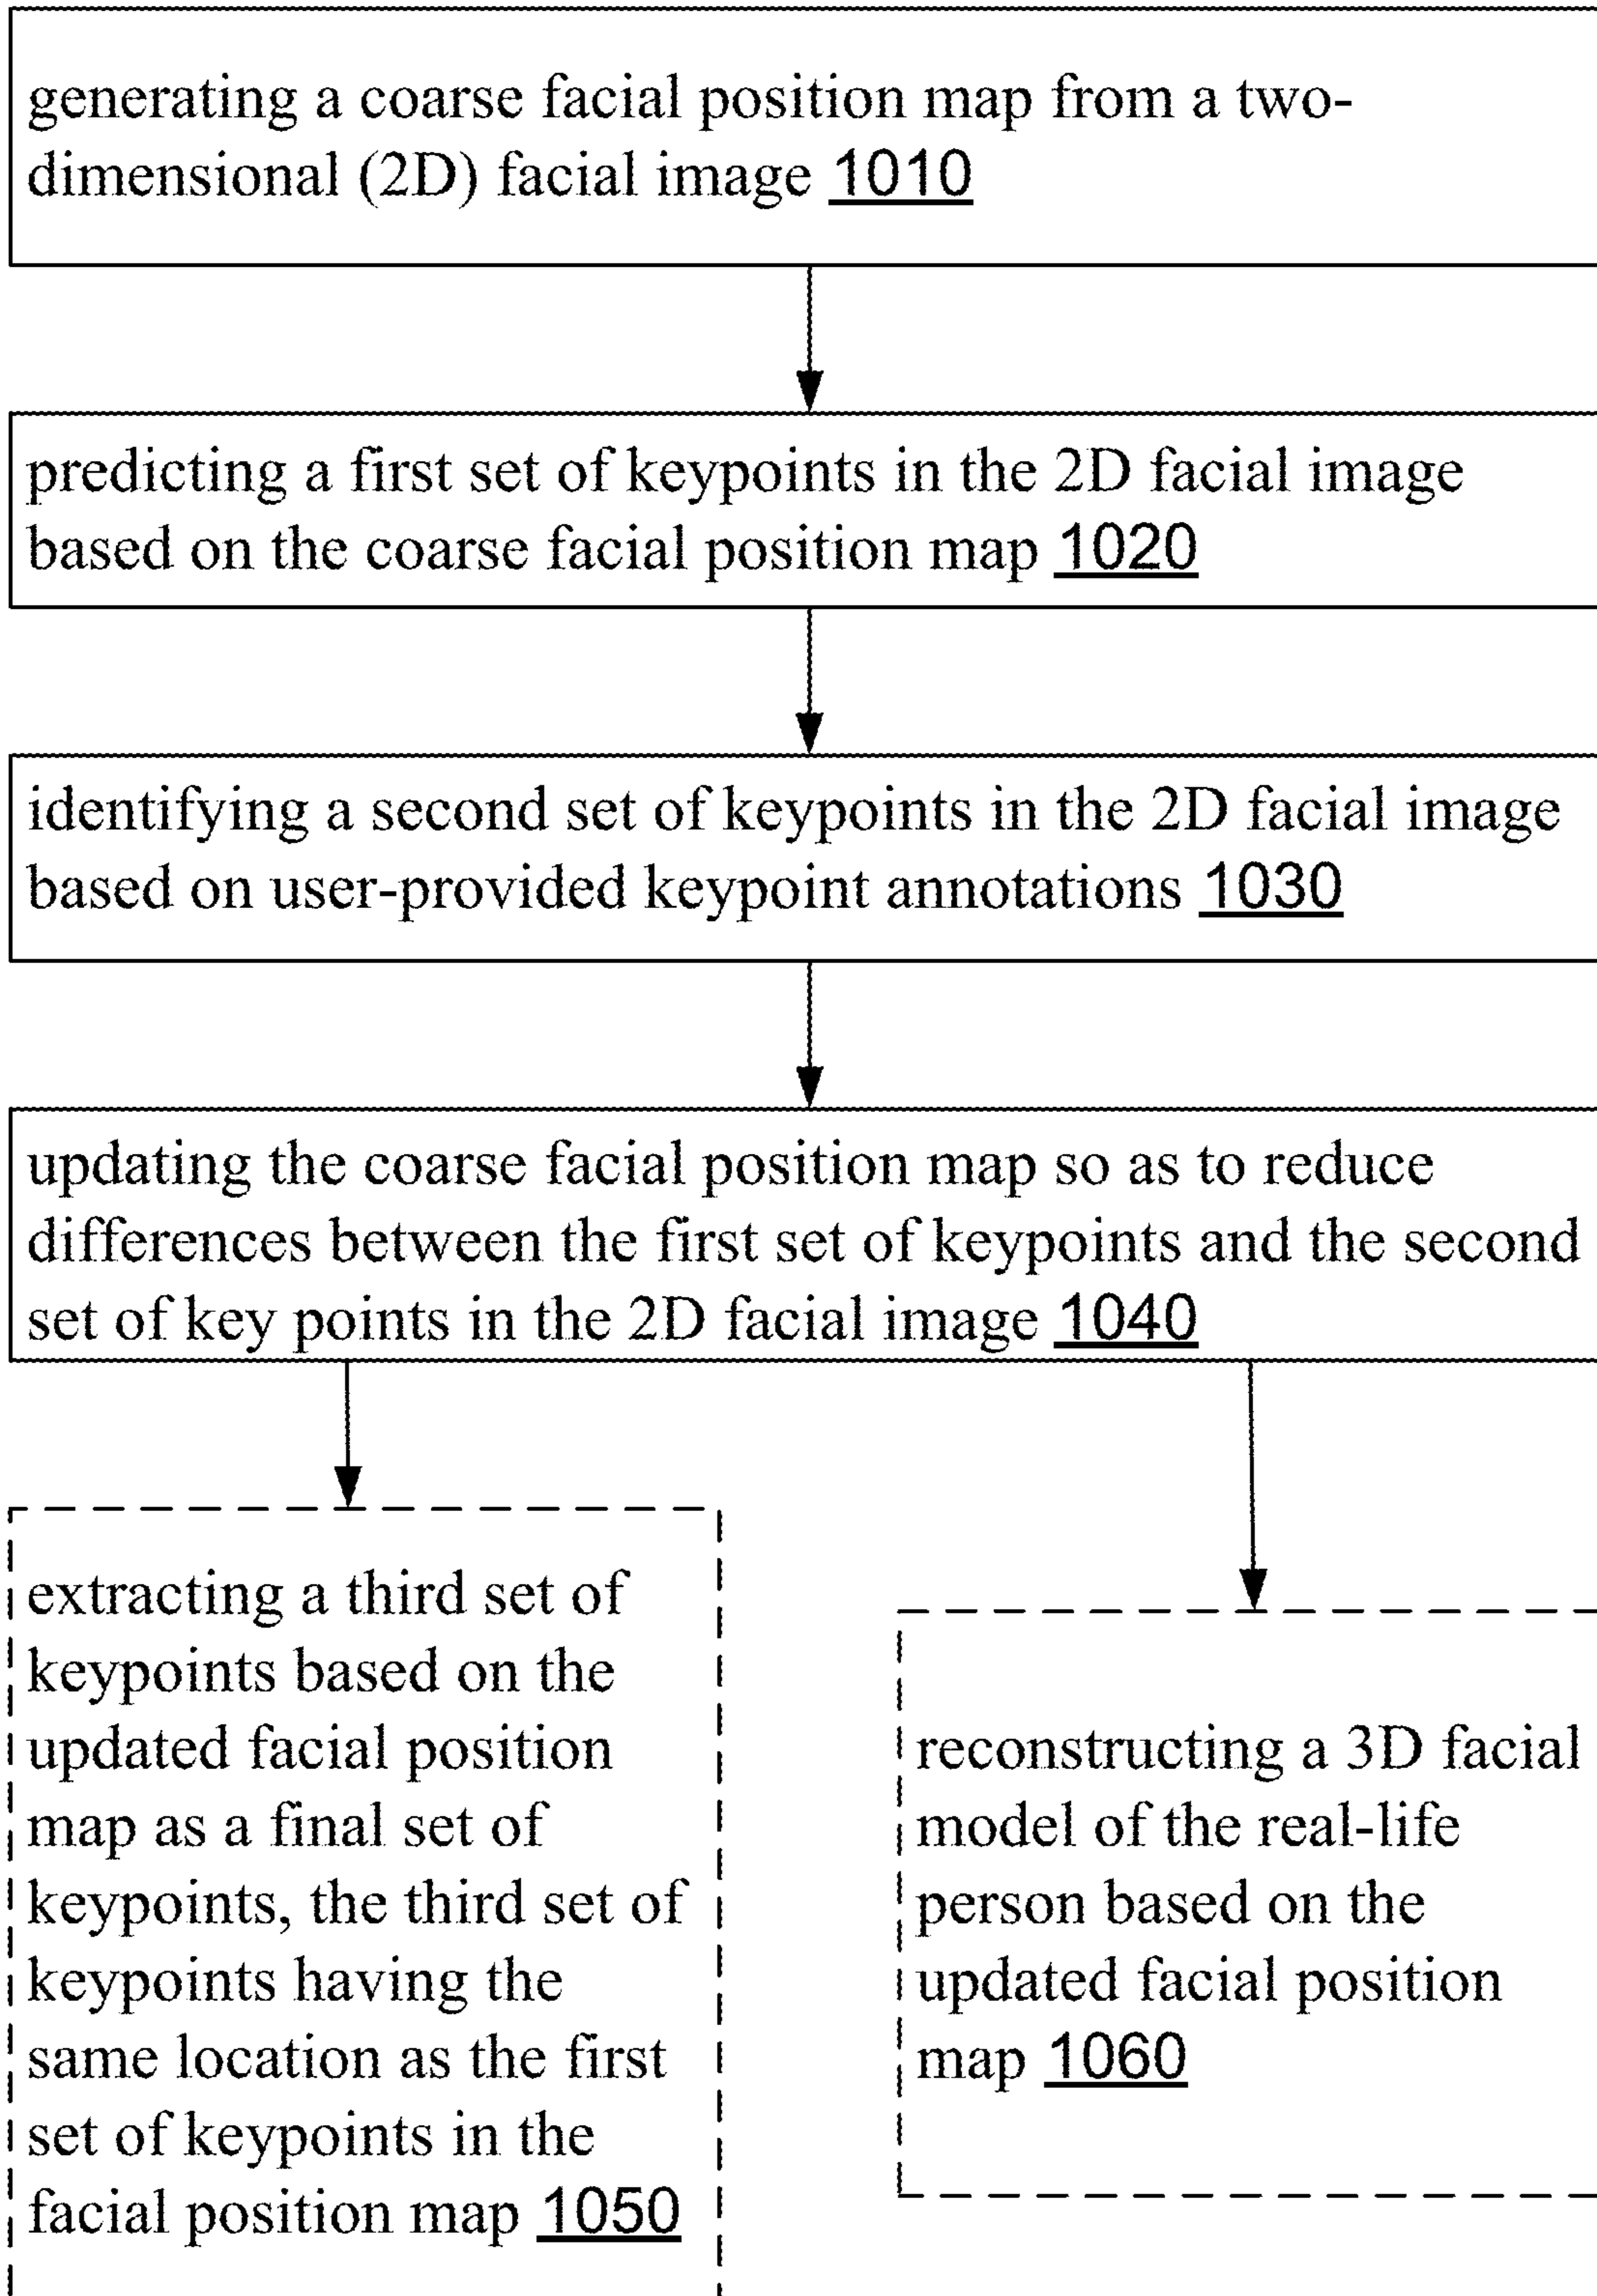 generating a coarse facial position map from a two-
dimensional (2D) facial image 1010
predicting a first set of keypoints in the 2D facial image
based on the coarse facial position map 1020
identifying a second set of keypoints in the 2D facial image
based on user-provided keypoint annotations 1030
updating the coarse facial position map so as to reduce
differences between the first set of keypoints and the second
set of key points in the 2D facial image 1040
extracting a third set of
keypoints based on the
updated facial position
map as a final set of
keypoints, the third set of
keypoints having the
same location as the first
set of keypoints in the
facial position map 1050
reconstructing a 3D facial
model of the real-life
person based on the
updated facial position
map 1060